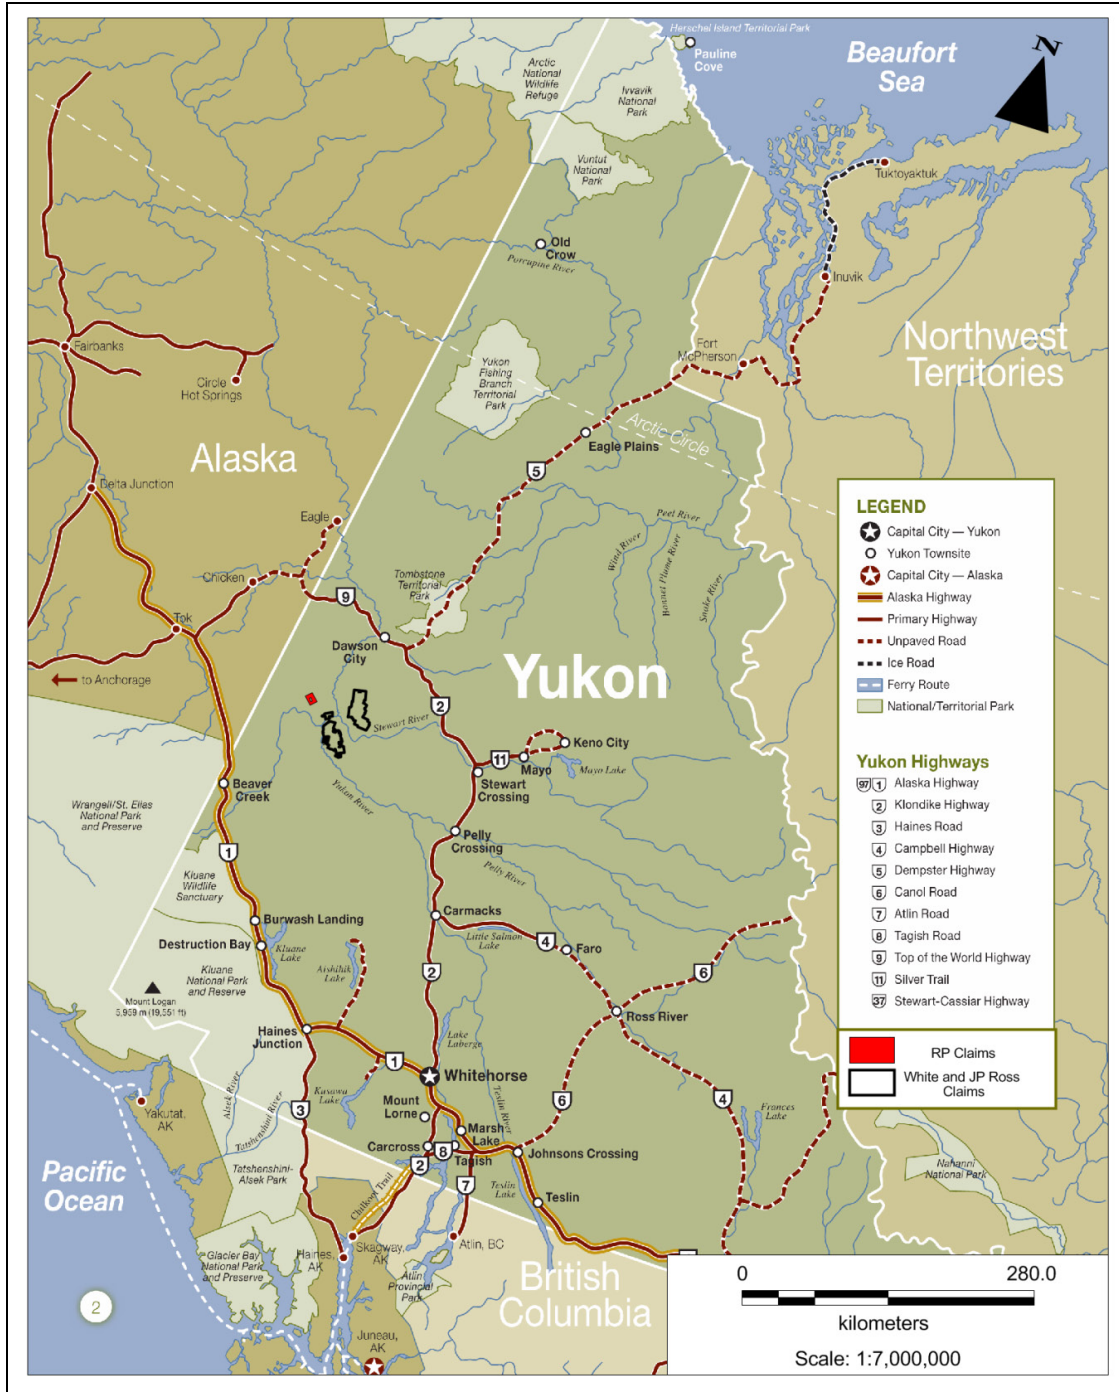 Herschel Island Territorial Park
Pauline
Cove
Beaufort
Sea
N
Arctic
National
Wildlife
Refuge
Ivvavik
National
Park
Vuntut
National
Park
Tuktoyaktuk
Old
Crow
Porcupine River
Inuvik
Northwest
Territories
Fort
McPherson
Fairbanks
Circle
Hot Springs
Yukon
Fishing
Branch
Territorial
Park
Arctic Circle
Eagle Plains
Alaska
5
Delta Junction
Eagle
Peel River
Wind River
Bonnet Plume River
Snake River
Chicken
Tombstone
Territorial
Park
9
Tok
Dawson
City
Yukon
to Anchorage
2
Stewart River
Keno City
11
Mayo
Mayo Lake
Stewart
Crossing
Beaver
Creek
Yukon River
Wrangell/St. Elias
National Park
and Preserve
Pelly
Crossing
1
Pelly River
Kluane
Wildlife
Sanctuary
Burwash Landing
Carmacks
Little Salmon
Lake
4
Faro
Destruction Bay
Kluane
Lake
Aishihik
Lake
2
6
Kluane
National Park
and Reserve
Mount Logan
5,959 m (19,551 ft)
Ross River
Haines
Junction
Lake
Laberge
1
Whitehorse
Alsek River
Kusawa
Lake
Teslin River
6
4
Frances
Lake
3
Mount
Lorne
Yakutat,
AK
Tatshenshini River
Marsh
Lake
Carcross
8
Tagish
2
Johnsons Crossing
Nahanni
National Park
Pacific
Ocean
Tatshenshini-
Alsek Park
7
Teslin
Lake
Teslin
Chilkoot Trail
Glacier Bay
National Park
and Preserve
Haines,
AK
Skagway,
AK
Atlin, BC
Atlin
Provincial
Park
British
Columbia
2
Juneau,
AK
LEGEND
Capital City — Yukon
Yukon Townsite
Capital City — Alaska
Alaska Highway
Primary Highway
Unpaved Road
Ice Road
Ferry Route
National/Territorial Park
Yukon Highways
97 1 Alaska Highway
2 Klondike Highway
3 Haines Road
4 Campbell Highway
5 Dempster Highway
6 Canol Road
7 Atlin Road
8 Tagish Road
9 Top of the World Highway
11 Silver Trail
37 Stewart-Cassiar Highway
RP Claims
White and JP Ross
Claims
0 280.0
kilometers
Scale: 1:7,000,000